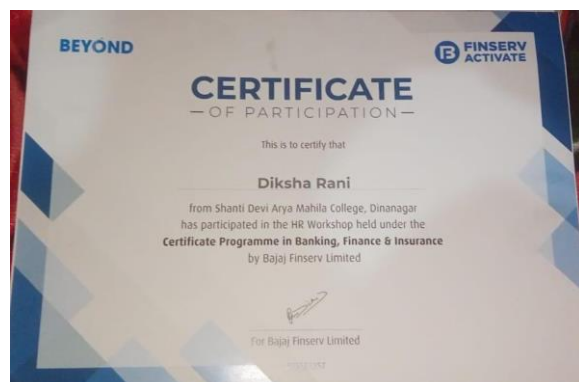 BEYOND
FINSERV
ACTIVATE
CERTIFICATE
OF PARTICIPATION
This is to certify that
Diksha Rani
from Shanti Devi Arya Mahila College, Dinanagar
has participated in the HR Workshop held under the
Certificate Programme in Banking, Finance & Insurance
by Bajaj Finserv Limited
For Bajaj Finserv Limited